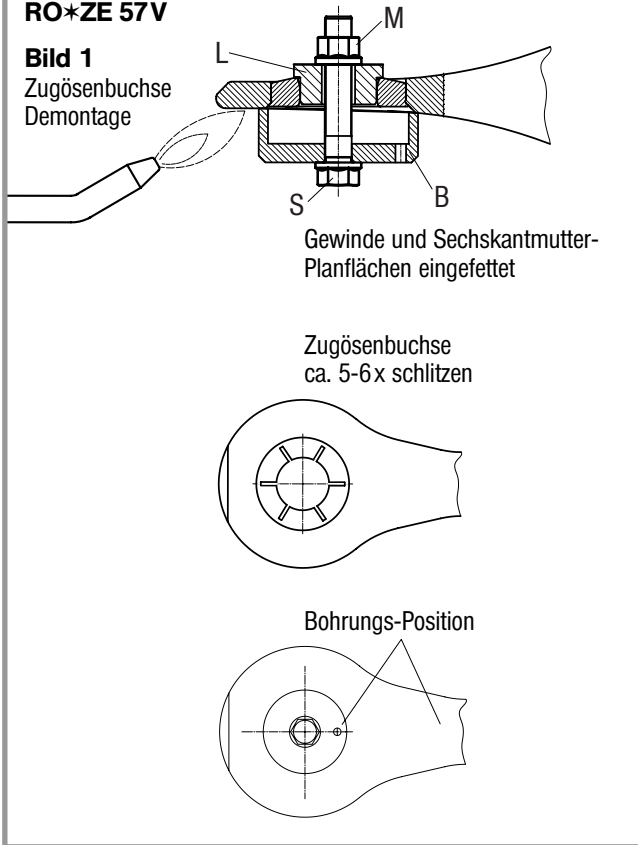 RO✶ZE 57V
Bild 1
Zugösenbuchse
Demontage
L
M
S
B
Gewinde und Sechskantmutter-
Planflächen eingefettet
Zugösenbuchse
ca. 5-6x schlitzen
Bohrungs-Position